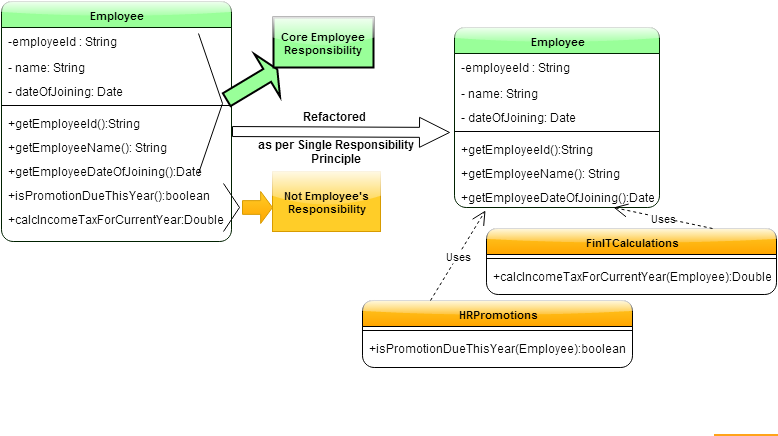 Employee
-employeeId : String
- name: String
- dateOfJoining: Date
+getEmployeeId():String
+getEmployeeName(): String
+getEmployeeDateOfJoining():Date
+isPromotionDueThisYear():boolean
+calcIncomeTaxForCurrentYear:Double
Core Employee
Responsibility
Refactored
as per Single Responsibility
Principle
Not Employee's
Responsibility
Employee
-employeeId : String
- name: String
- dateOfJoining: Date
+getEmployeeId():String
+getEmployeeName(): String
+getEmployeeDateOfJoining():Date
Uses
Uses
FinITCalculations
+calcIncomeTaxForCurrentYear(Employee):Double
HRPromotions
+isPromotionDueThisYear(Employee):boolean